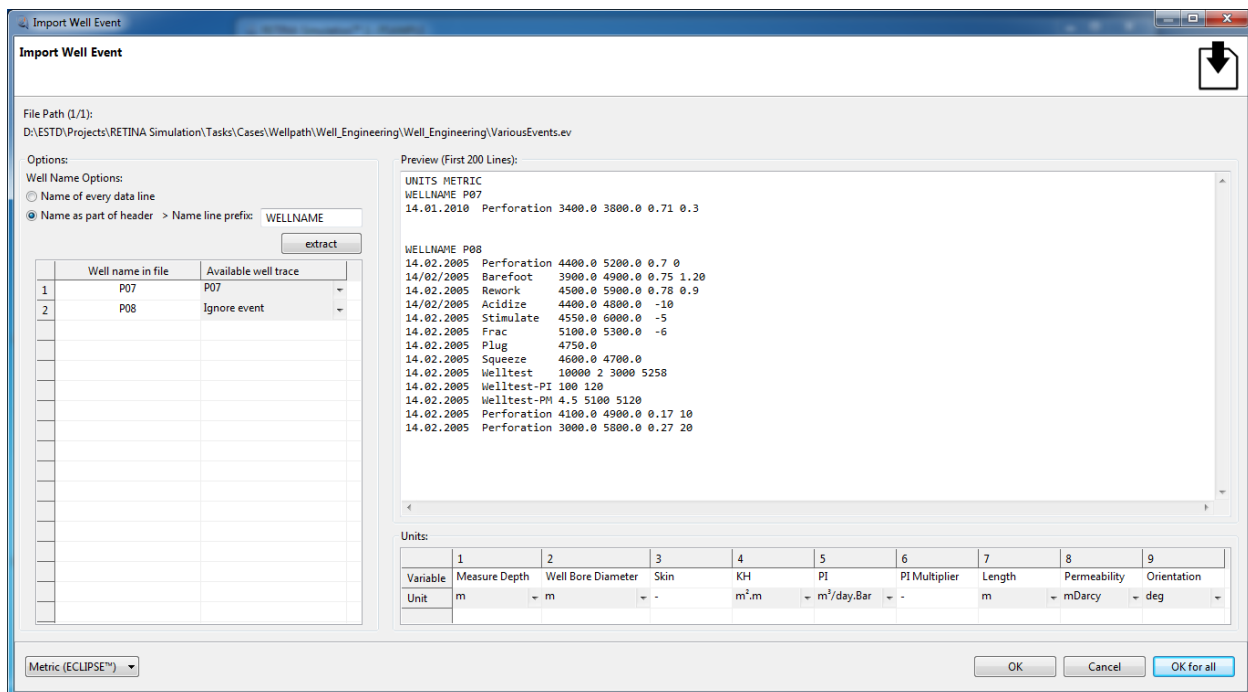 Import Well Event
Import Well Event
File Path (1/1):
D:\ESTD\Projects\RETINA Simulation\Tasks\Cases\Wellpath\Well_Engineering\Well_Engineering\VariousEvents.ev
Options:
Well Name Options:
Name of every data line
Name as part of header > Name line prefix: WELLNAME
extract
Well name in file Available well trace
1 P07 P07
2 P08 Ignore event
Preview (First 200 Lines):
UNITS METRIC
WELLNAME P07
14.01.2010 Perforation 3400.0 3800.0 0.71 0.3
WELLNAME P08
14.02.2005 Perforation 4400.0 5200.0 0.7 0
14/02/2005 Barefoot 3900.0 4900.0 0.75 1.20
14.02.2005 Rework 4500.0 5900.0 0.78 0.9
14/02/2005 Acidize 4400.0 4800.0 -10
14.02.2005 Stimulate 4550.0 6000.0 -5
14.02.2005 Frac 5100.0 5300.0 -6
14.02.2005 Plug 4750.0
14.02.2005 Squeeze 4600.0 4700.0
14.02.2005 Welltest 10000 2 3000 5258
14.02.2005 Welltest-PI 100 120
14.02.2005 Welltest-PM 4.5 5100 5120
14.02.2005 Perforation 4100.0 4900.0 0.17 10
14.02.2005 Perforation 3000.0 5800.0 0.27 20
Units:
1 2 3 4 5 6 7 8 9
Variable Measure Depth Well Bore Diameter Skin KH PI PI Multiplier Length Permeability Orientation
Unit m m - m².m m³/day.Bar - m mDarcy deg
Metric (ECLIPSE™) OK Cancel OK for all